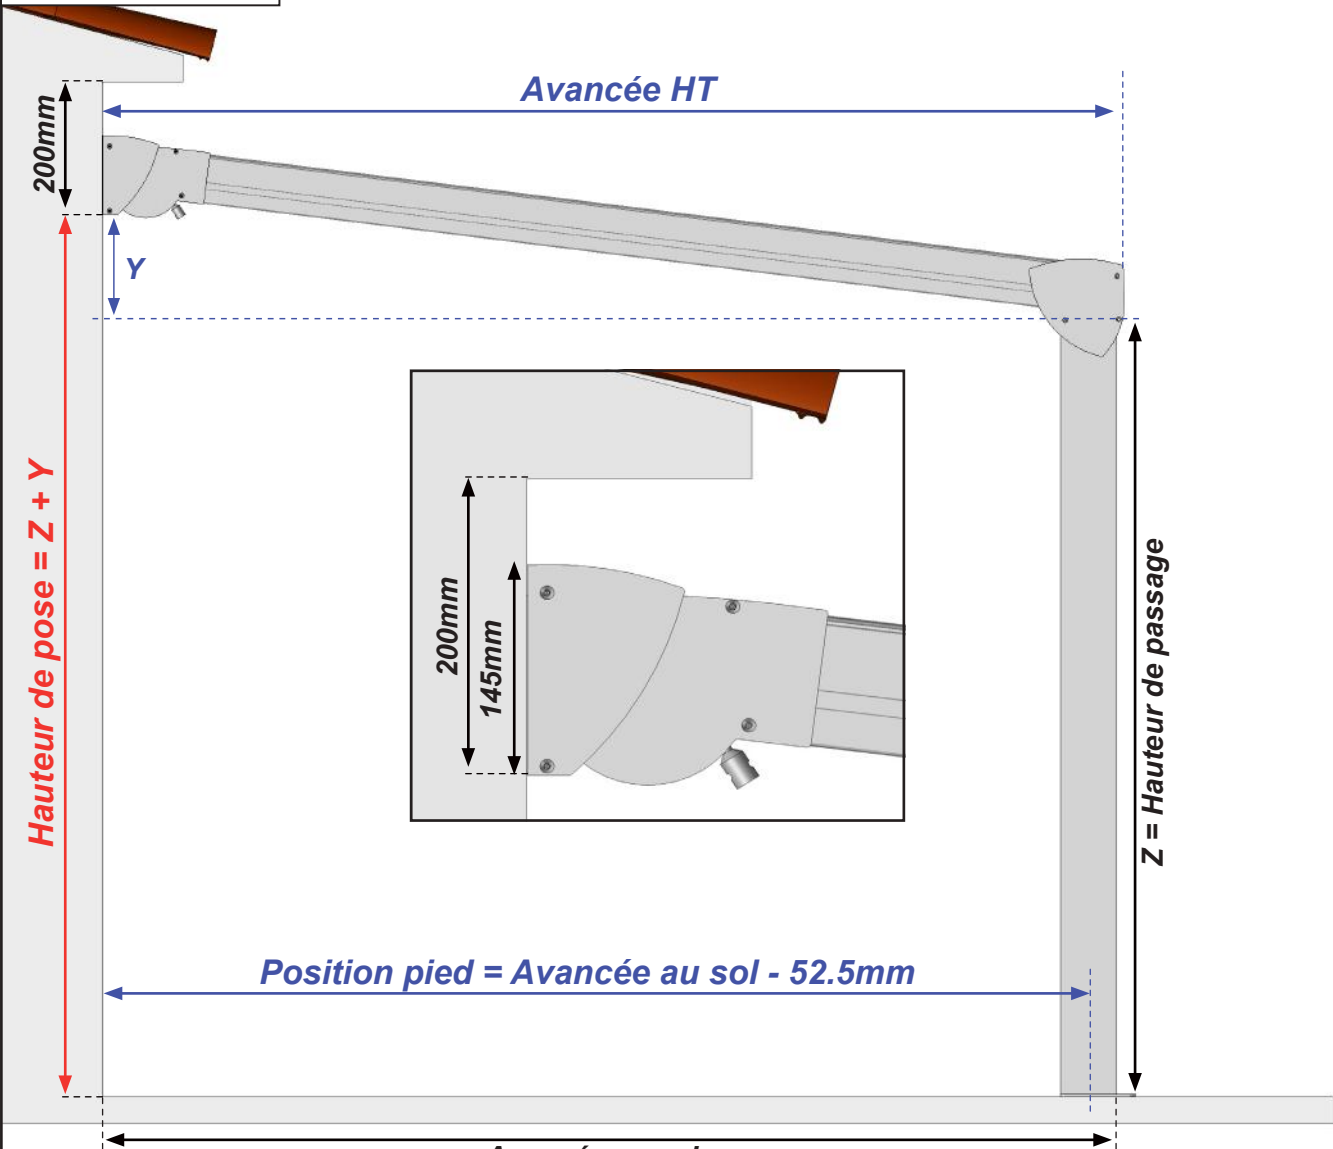 Avancée HT
200mm
Y
Hauteur de pose = Z + Y
200mm
145mm
Z = Hauteur de passage
Position pied = Avancée au sol - 52.5mm